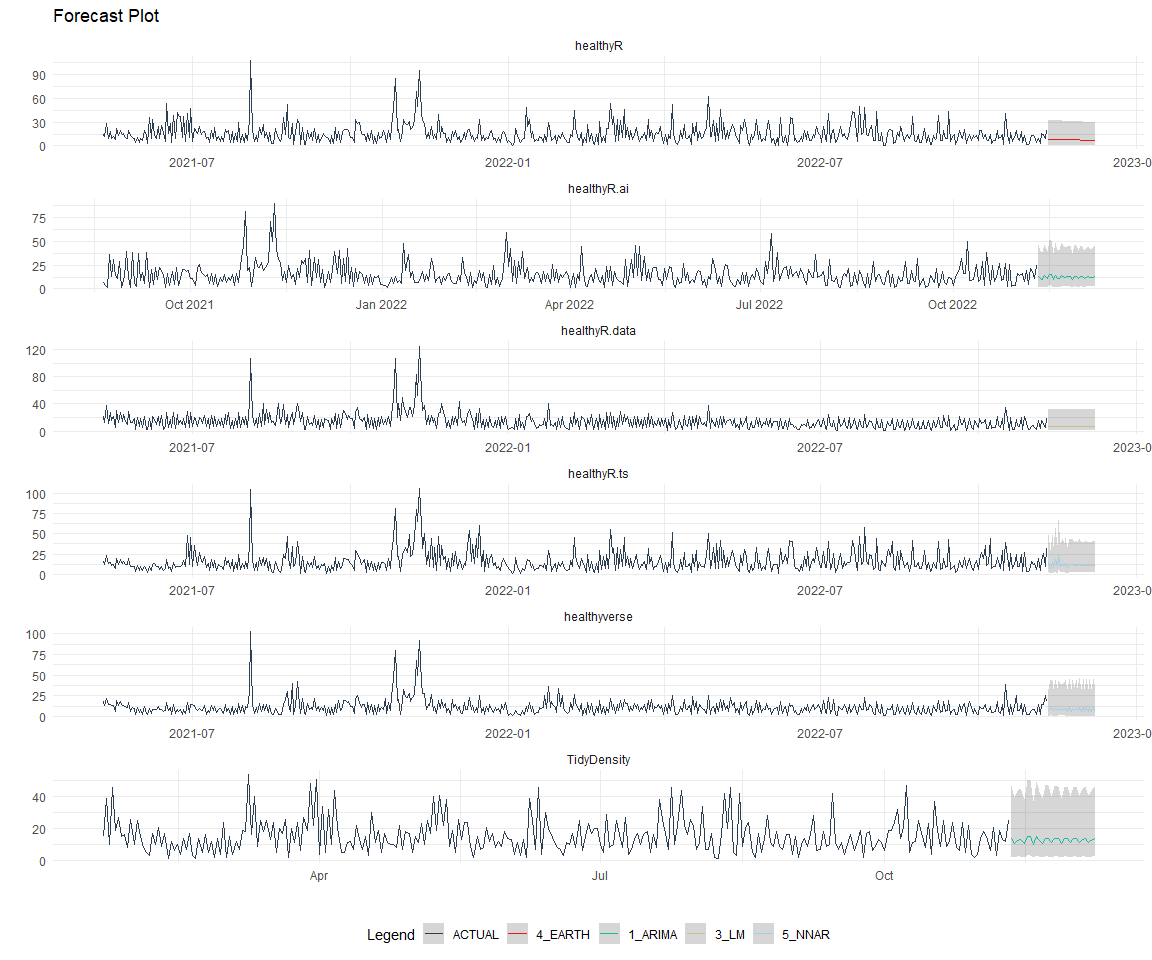 Forecast Plot
healthyR
90
60
30
0
2021-07 2022-01 2022-07 2023-0
healthyR.ai
75
50
25
0
Oct 2021 Jan 2022 Apr 2022 Jul 2022 Oct 2022
healthyR.data
120
80
40
0
2021-07 2022-01 2022-07 2023-0
healthyR.ts
100
75
50
25
0
2021-07 2022-01 2022-07 2023-0
healthyverse
100
75
50
25
0
2021-07 2022-01 2022-07 2023-0
TidyDensity
40
20
0
Apr Jul Oct
Legend ACTUAL 4_EARTH 1_ARIMA 3_LM 5_NNAR